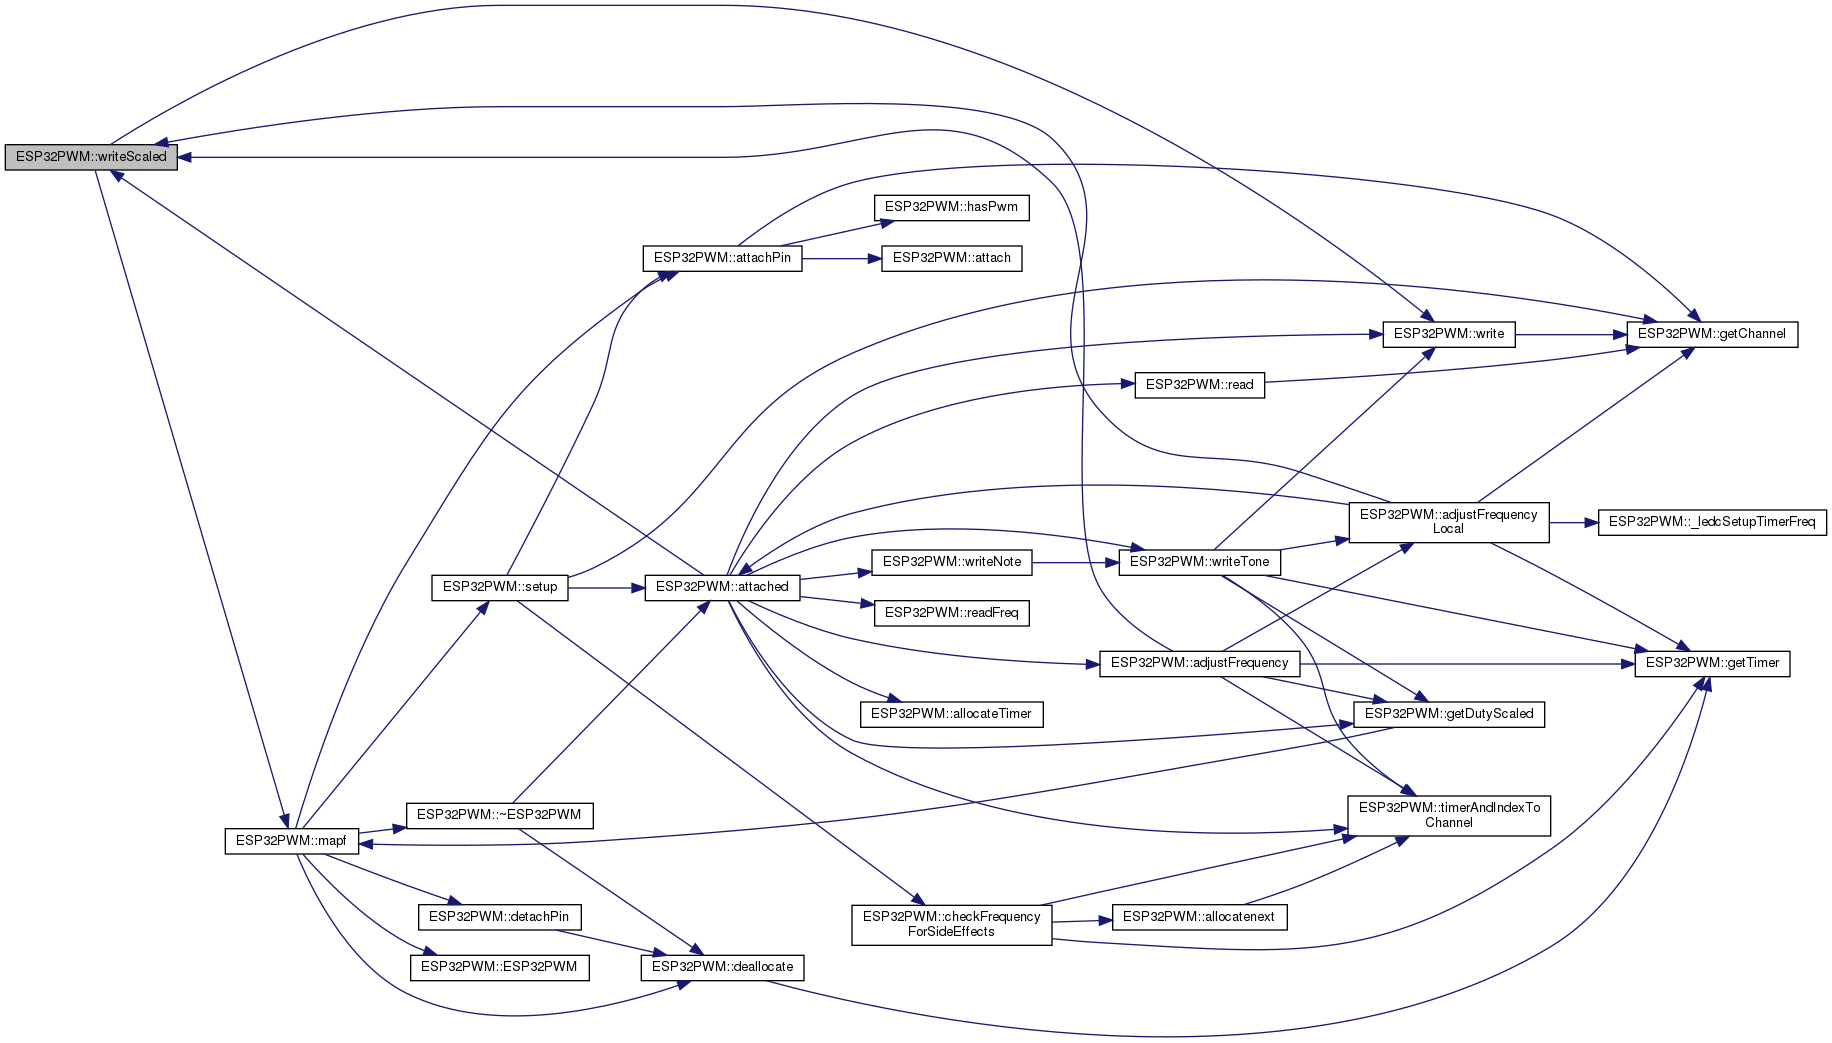 ESP32PWM::writeScaled
ESP32PWM::hasPwm
ESP32PWM::attachPin
ESP32PWM::attach
ESP32PWM::write
ESP32PWM::getChannel
ESP32PWM::read
ESP32PWM::adjustFrequency
Local
ESP32PWM::_ledcSetupTimerFreq
ESP32PWM::writeNote
ESP32PWM::writeTone
ESP32PWM::setup
ESP32PWM::attached
ESP32PWM::readFreq
ESP32PWM::adjustFrequency
ESP32PWM::getTimer
ESP32PWM::allocateTimer
ESP32PWM::getDutyScaled
ESP32PWM::~ESP32PWM
ESP32PWM::timerAndIndexTo
Channel
ESP32PWM::mapf
ESP32PWM::detachPin
ESP32PWM::checkFrequency
ForSideEffects
ESP32PWM::allocatenext
ESP32PWM::ESP32PWM
ESP32PWM::deallocate